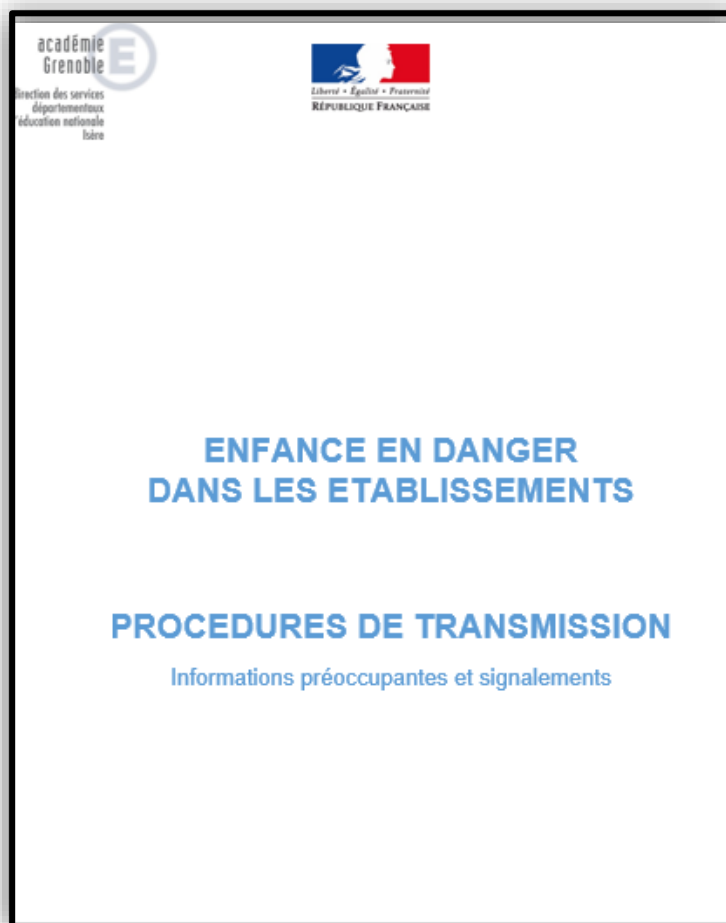 académie
Grenoble
E
direction des services
départementaux
l'éducation nationale
Isère
Liberté • Égalité • Fraternité
RÉPUBLIQUE FRANÇAISE
ENFANCE EN DANGER
DANS LES ETABLISSEMENTS
PROCEDURES DE TRANSMISSION
Informations préoccupantes et signalements